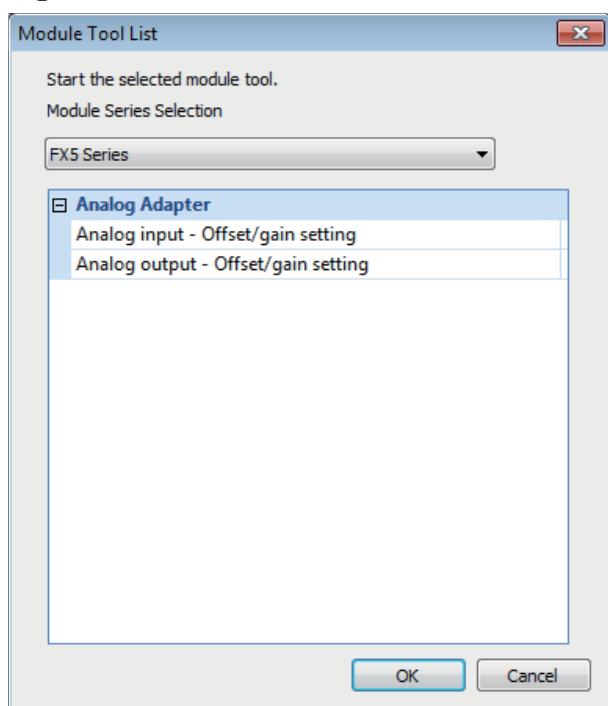 Module Tool List
Start the selected module tool.
Module Series Selection
FX5 Series
Analog Adapter
Analog input - Offset/gain setting
Analog output - Offset/gain setting
OK
Cancel